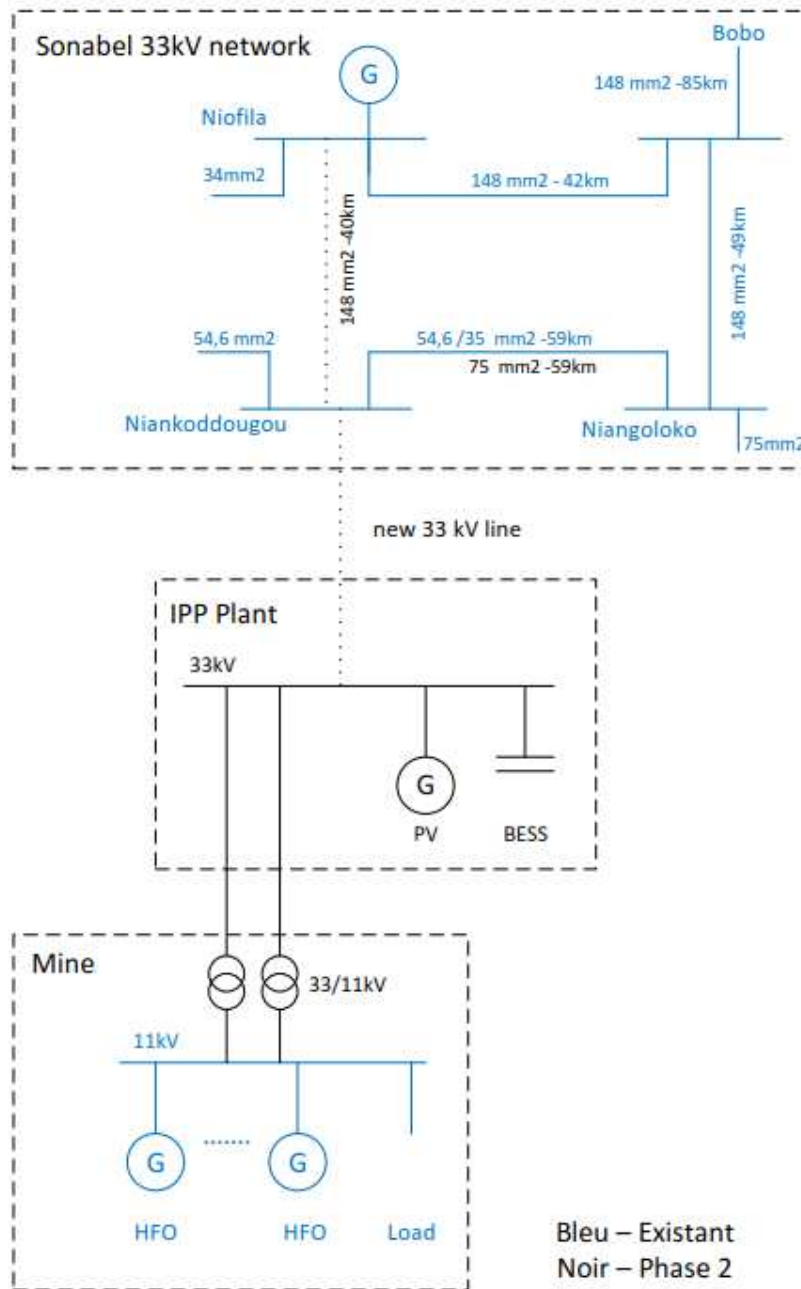 Sonabel 33kV network
G
Bobo
148 mm2 -85km
Niofila
34mm2
148 mm2 - 42km
148 mm2 -40km
148 mm2 -49km
54,6 mm2
54,6 /35 mm2 -59km
75 mm2 -59km
Niankoddougou
Niangoloko
75mm2
new 33 kV line
IPP Plant
33kV
G
PV
BESS
Mine
33/11kV
11kV
G
.......
G
HFO
HFO
Load
Bleu – Existant
Noir – Phase 2